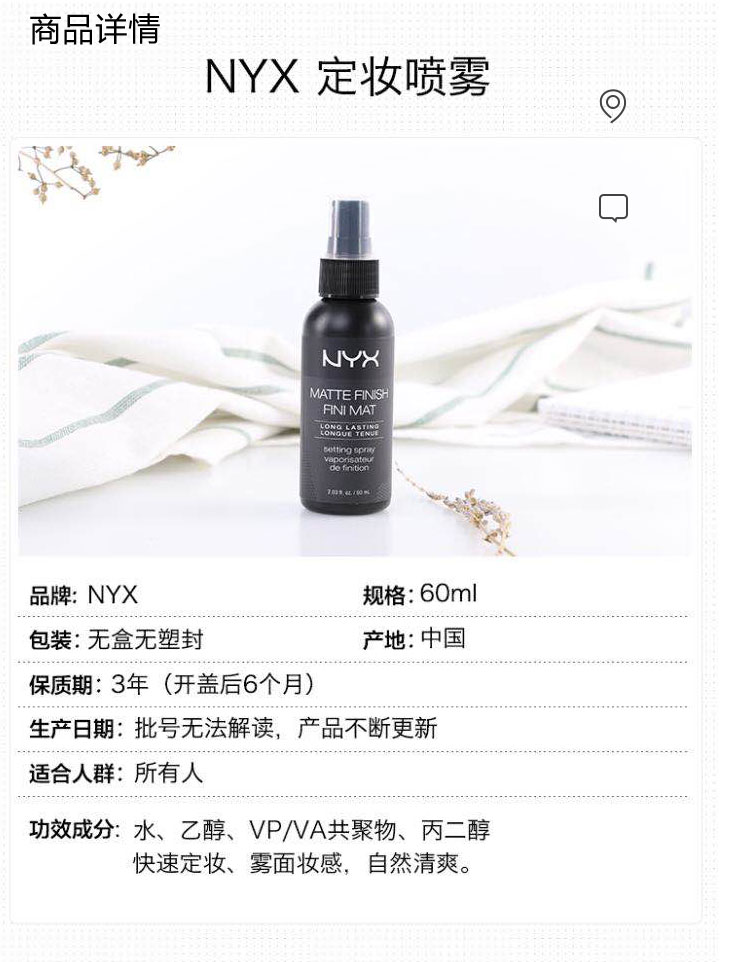 商品详情
NYX 定妆喷雾
NYX
MATTE FINISH
FINI MAT
LONG LASTING
LONGUE TENUE
setting spray
vaporisateur
de finition
品牌: NYX
规格: 60ml
包装: 无盒无塑封
产地: 中国
保质期: 3年（开盖后6个月）
生产日期: 批号无法解读，产品不断更新
适合人群: 所有人
功效成分: 水、乙醇、VP/VA共聚物、丙二醇
快速定妆、雾面妆感，自然清爽。